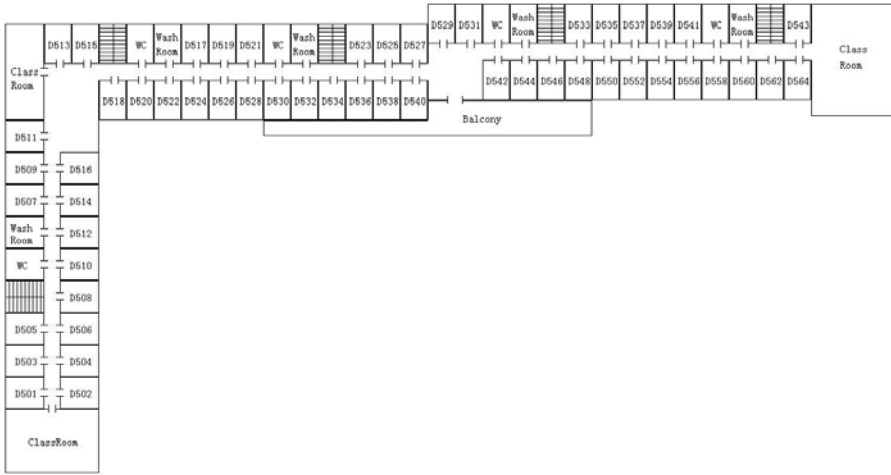 D529 D531 WC Wash Room D533 D535 D537 D539 D541 WC Wash Room D543
D513 D515 WC Wash Room D517 D519 D521 WC Wash Room D523 D525 D527
Class Room
Class Room
D542 D544 D546 D548 D550 D552 D554 D556 D558 D560 D562 D564
D518 D520 D522 D524 D526 D528 D530 D532 D534 D536 D538 D540
Balcony
D511
D509 D516
D507 D514
Wash Room D512
WC D510
D508
D505 D506
D503 D504
D501 D502
ClassRoom